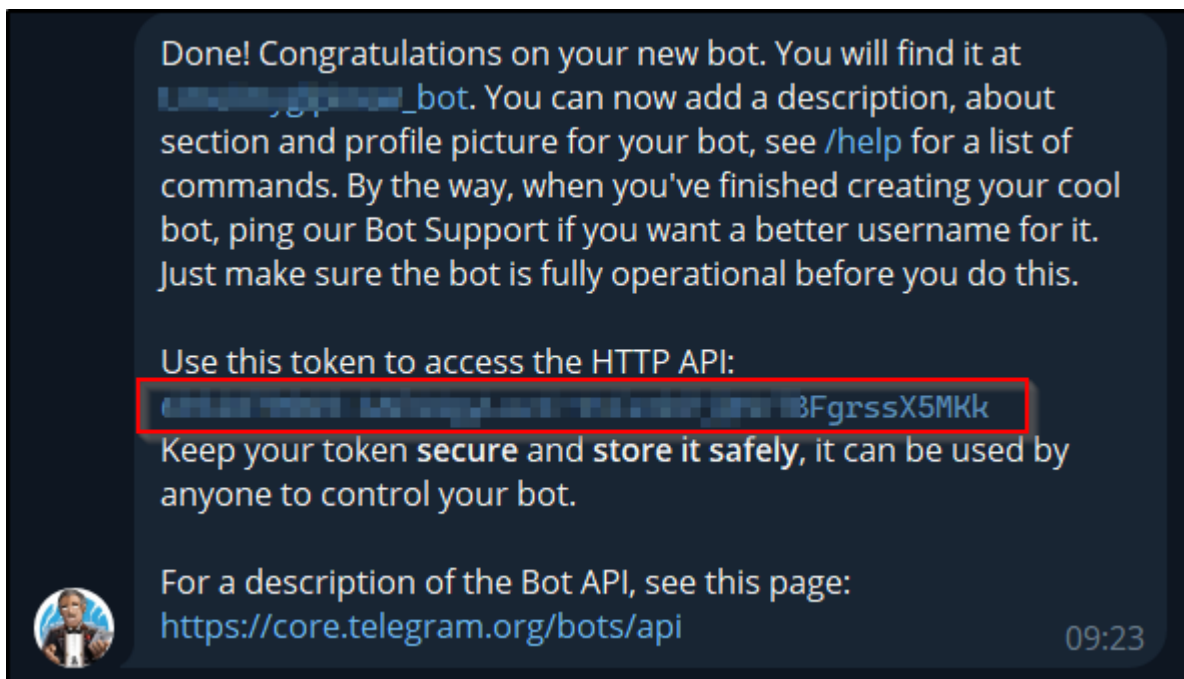 Done! Congratulations on your new bot. You will find it at
_bot. You can now add a description, about
section and profile picture for your bot, see /help for a list of
commands. By the way, when you've finished creating your cool
bot, ping our Bot Support if you want a better username for it.
Just make sure the bot is fully operational before you do this.
Use this token to access the HTTP API:
3FgrssX5MKk
Keep your token secure and store it safely, it can be used by
anyone to control your bot.
For a description of the Bot API, see this page:
https://core.telegram.org/bots/api
09:23